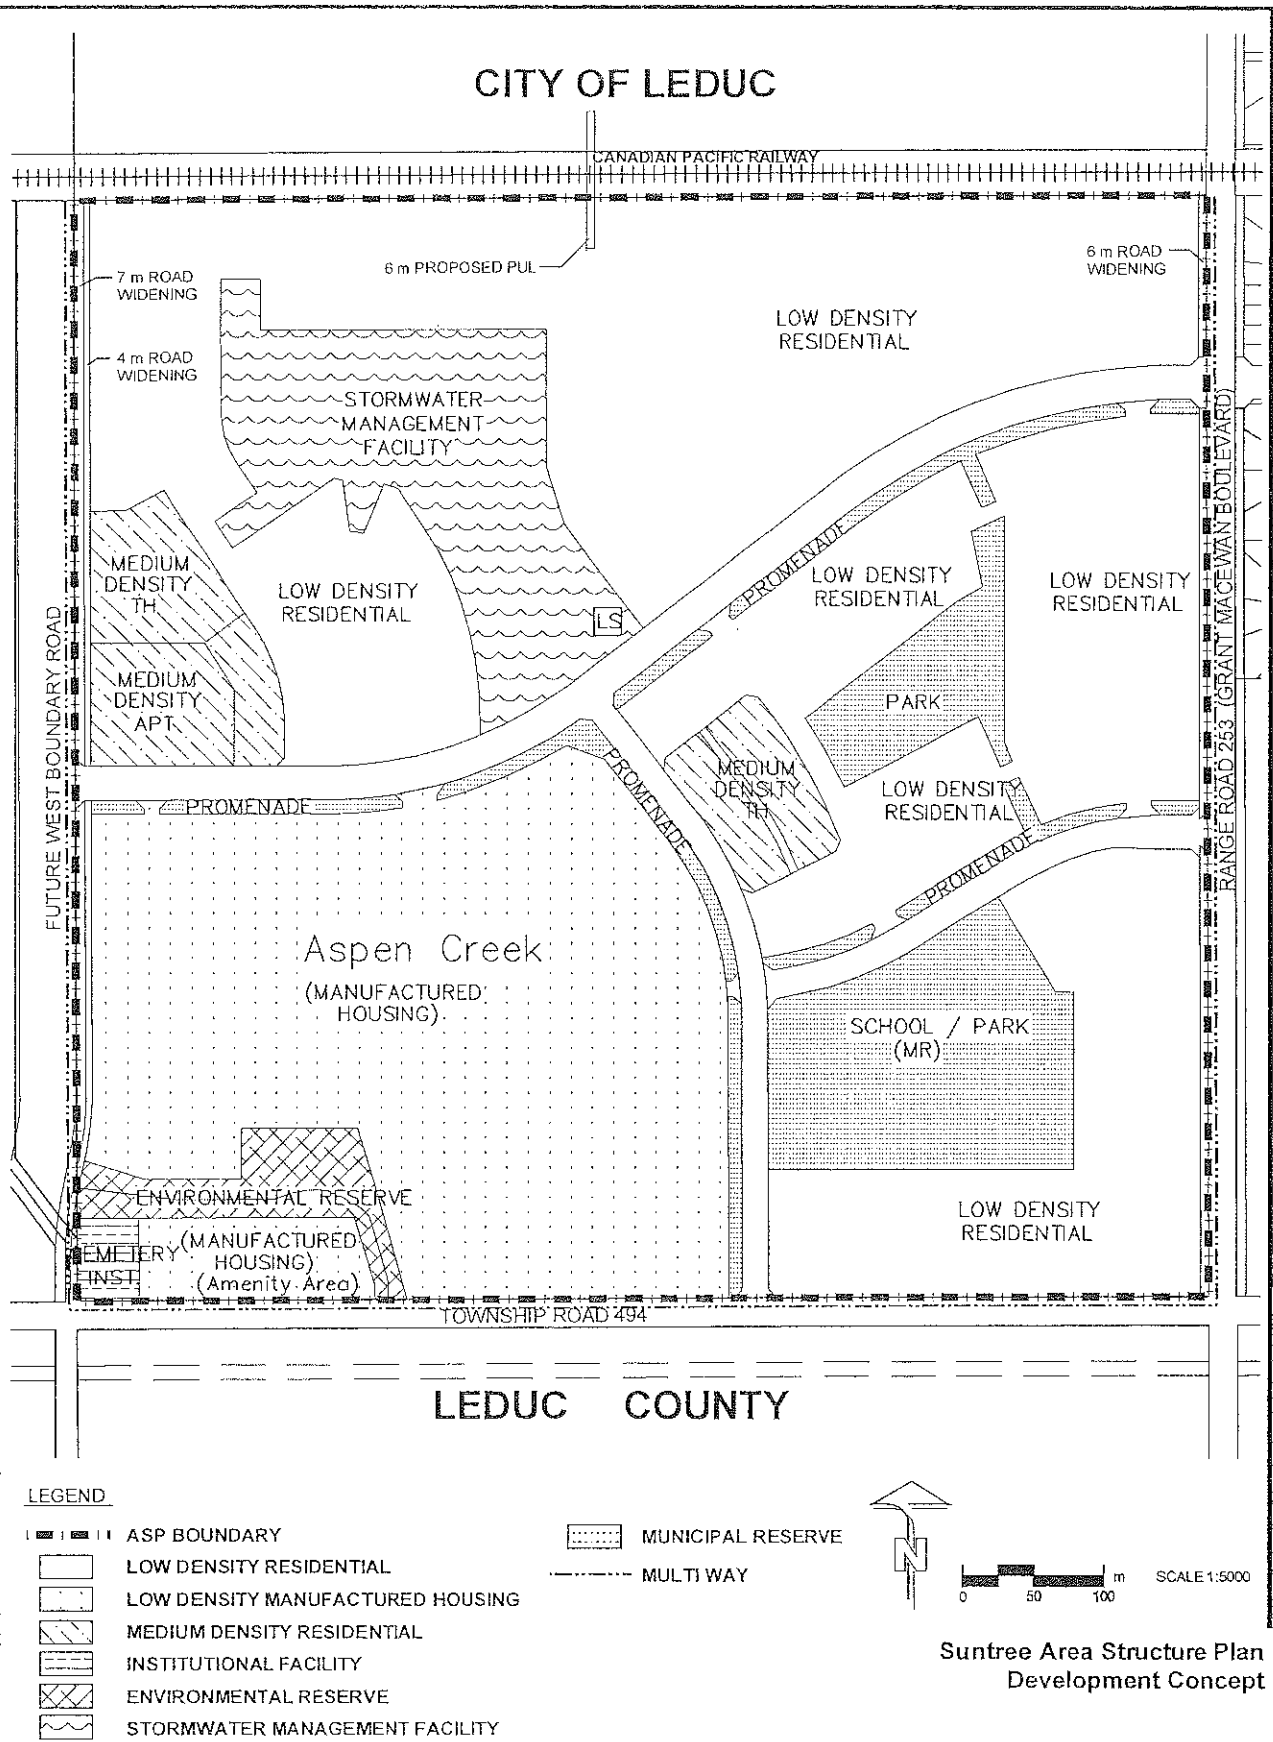 CITY OF LEDUC
CANADIAN PACIFIC RAILWAY
7 m ROAD
WIDENING
6 m PROPOSED PUL
6 m ROAD
WIDENING
4 m ROAD
WIDENING
LOW DENSITY
RESIDENTIAL
STORMWATER
MANAGEMENT
FACILITY
MEDIUM
DENSITY
TH
LOW DENSITY
RESIDENTIAL
LS
PROMENADE
LOW DENSITY
RESIDENTIAL
LOW DENSITY
RESIDENTIAL
MEDIUM
DENSITY
APT
PARK
FUTURE WEST BOUNDARY ROAD
RANGE ROAD 253 (GRANT MACEWAN BOULEVARD)
PROMENADE
PROMENADE
MEDIUM
DENSITY
TH
LOW DENSITY
RESIDENTIAL
PROMENADE
Aspen Creek
(MANUFACTURED
HOUSING)
SCHOOL / PARK
(MR)
ENVIRONMENTAL RESERVE
EMETERY
INST.
(MANUFACTURED
HOUSING)
(Amenity Area)
LOW DENSITY
RESIDENTIAL
TOWNSHIP ROAD 494
LEDUC COUNTY
LEGEND
ASP BOUNDARY
LOW DENSITY RESIDENTIAL
LOW DENSITY MANUFACTURED HOUSING
MEDIUM DENSITY RESIDENTIAL
INSTITUTIONAL FACILITY
ENVIRONMENTAL RESERVE
STORMWATER MANAGEMENT FACILITY
MUNICIPAL RESERVE
MULTI WAY
N
m
0 50 100
SCALE 1:5000
Suntree Area Structure Plan
Development Concept